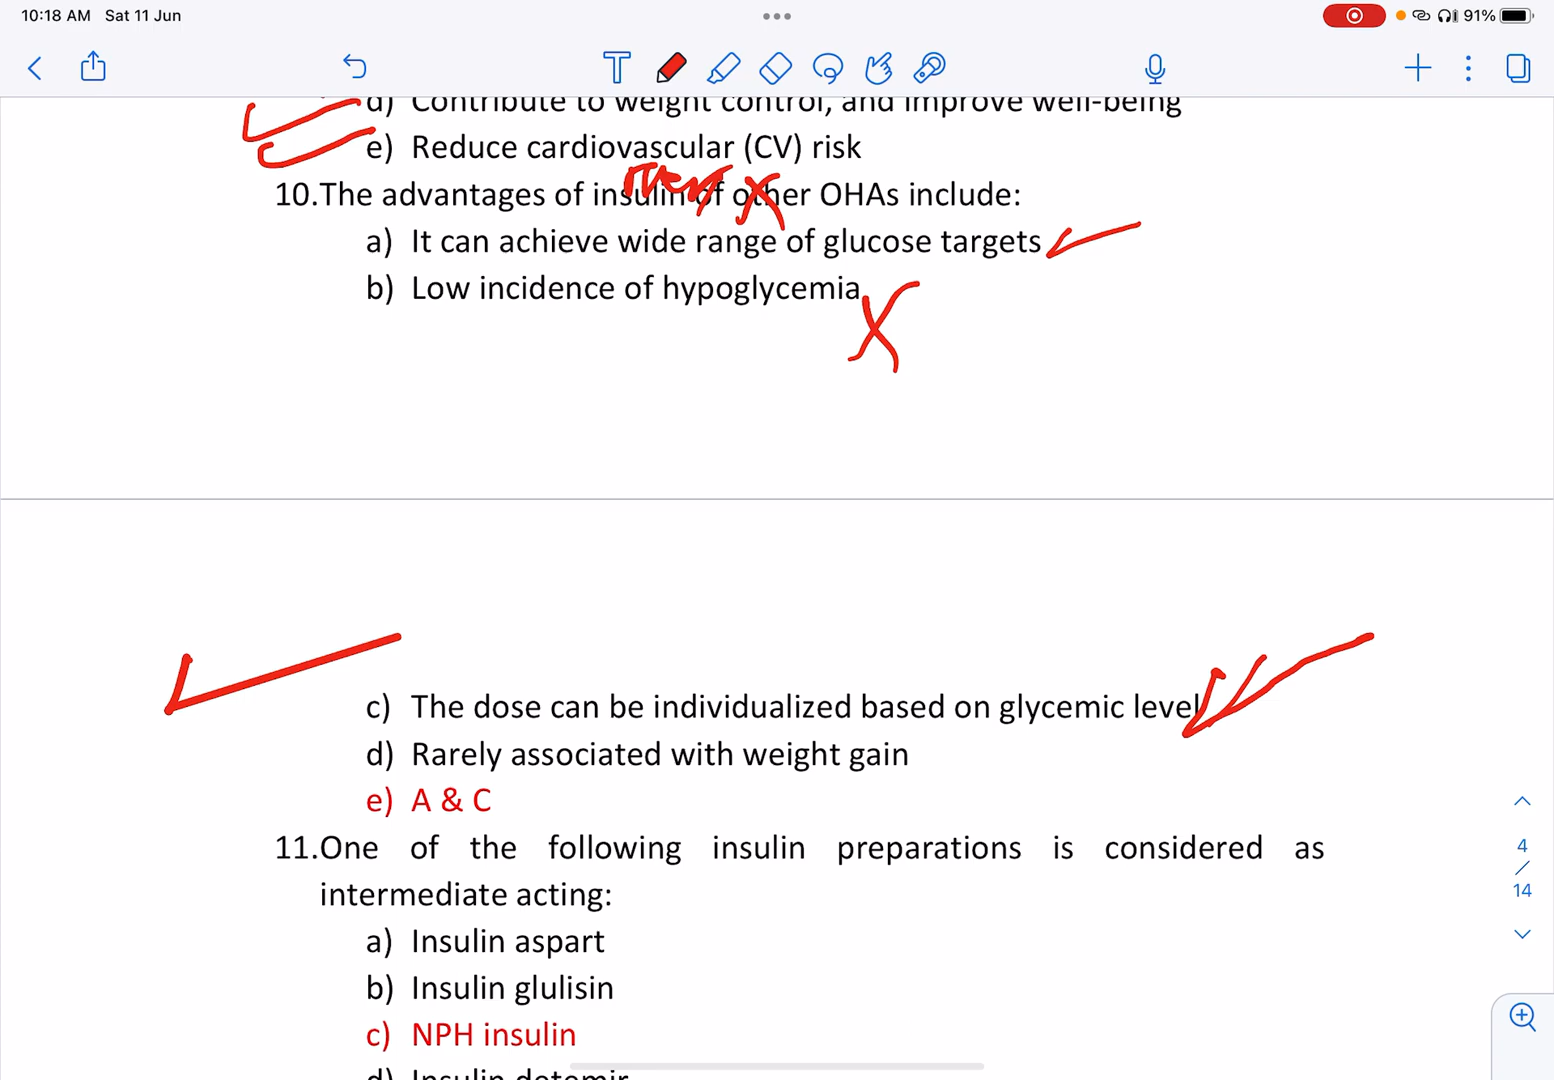 10:18 AM Sat 11 Jun
91%
d) Contribute to weight control, and improve well-being
e) Reduce cardiovascular (CV) risk
over
10.The advantages of insulin of other OHAs include:
a) It can achieve wide range of glucose targets
b) Low incidence of hypoglycemia
c) The dose can be individualized based on glycemic level
d) Rarely associated with weight gain
e) A & C
11.One of the following insulin preparations is considered as
intermediate acting:
a) Insulin aspart
b) Insulin glulisin
c) NPH insulin
d) Insulin detemir
4
/
14